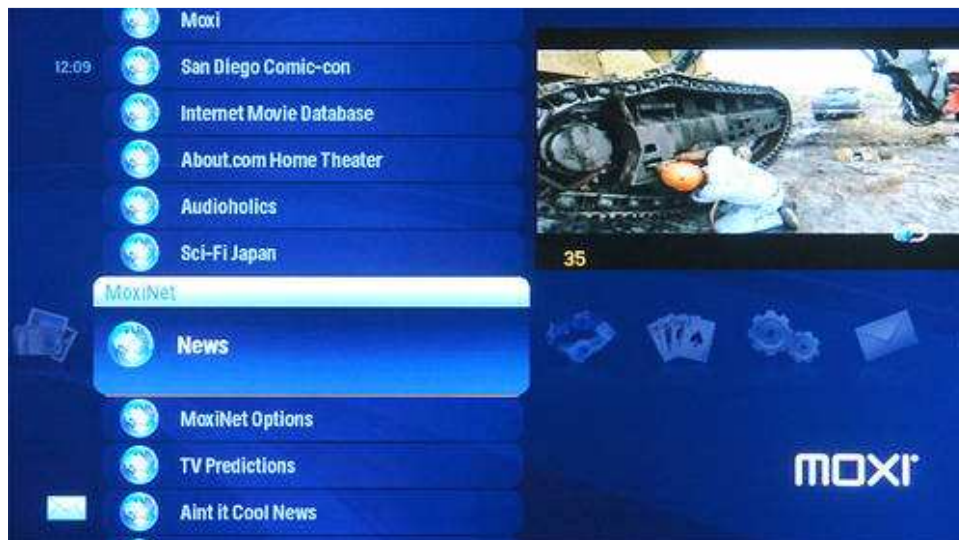 Moxi
12:09
San Diego Comic-con
Internet Movie Database
About.com Home Theater
Audioholics
Sci-Fi Japan
35
MoxiNet
News
MoxiNet Options
TV Predictions
Aint it Cool News
moxi